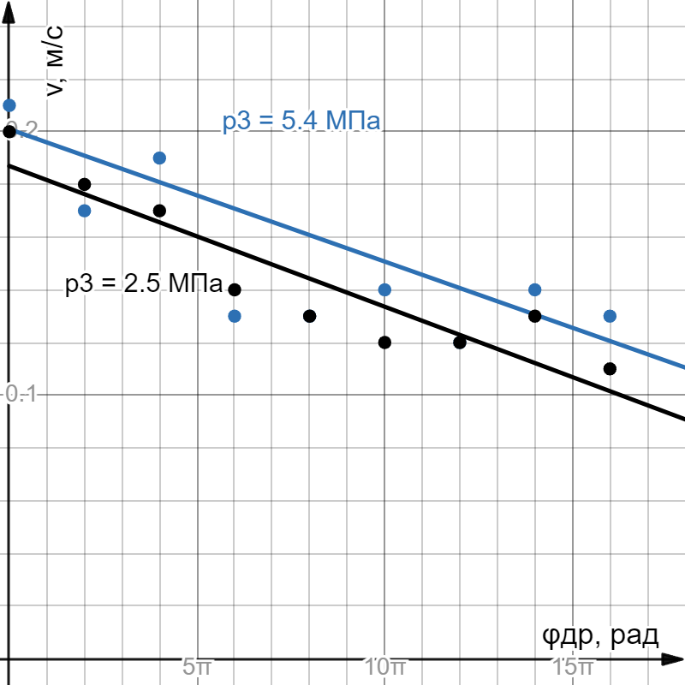 v, м/с
0.2
p3 = 5.4 МПа
p3 = 2.5 МПа
0.1
φдр, рад
5π
10π
15π